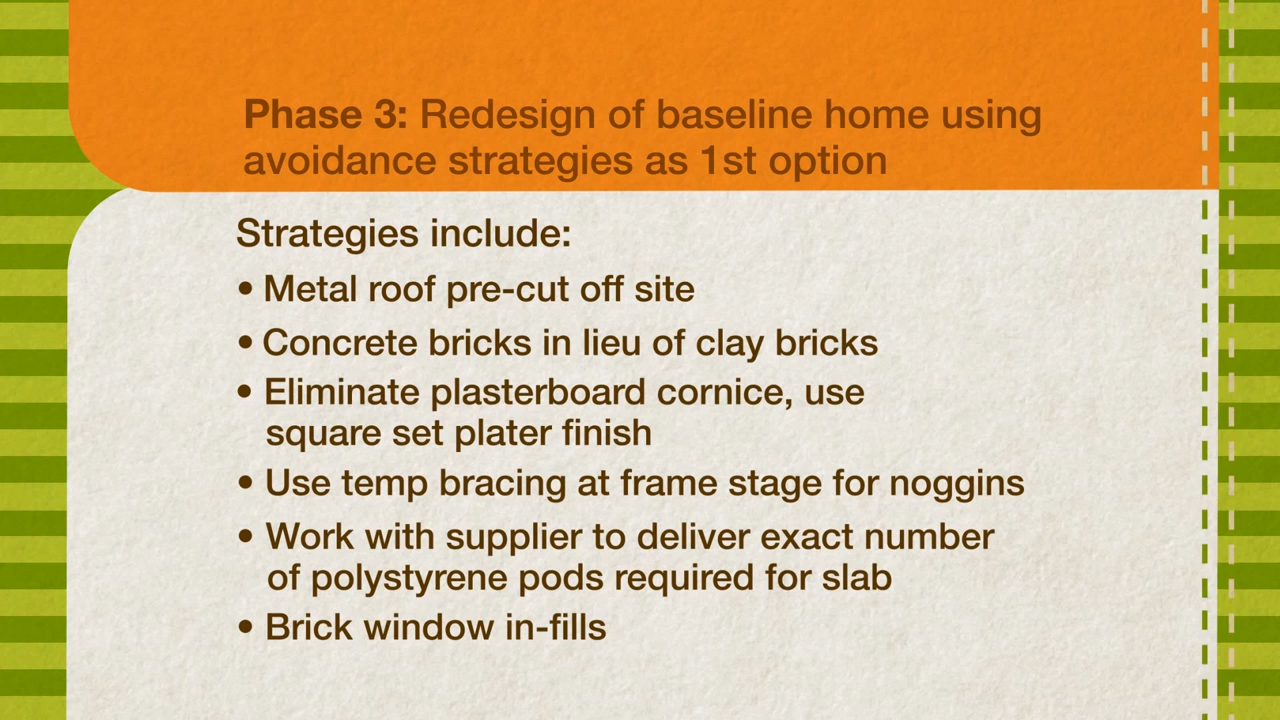 Phase 3: Redesign of baseline home using
avoidance strategies as 1st option
Strategies include:
• Metal roof pre-cut off site
• Concrete bricks in lieu of clay bricks
• Eliminate plasterboard cornice, use
square set plater finish
• Use temp bracing at frame stage for noggins
• Work with supplier to deliver exact number
of polystyrene pods required for slab
• Brick window in-fills